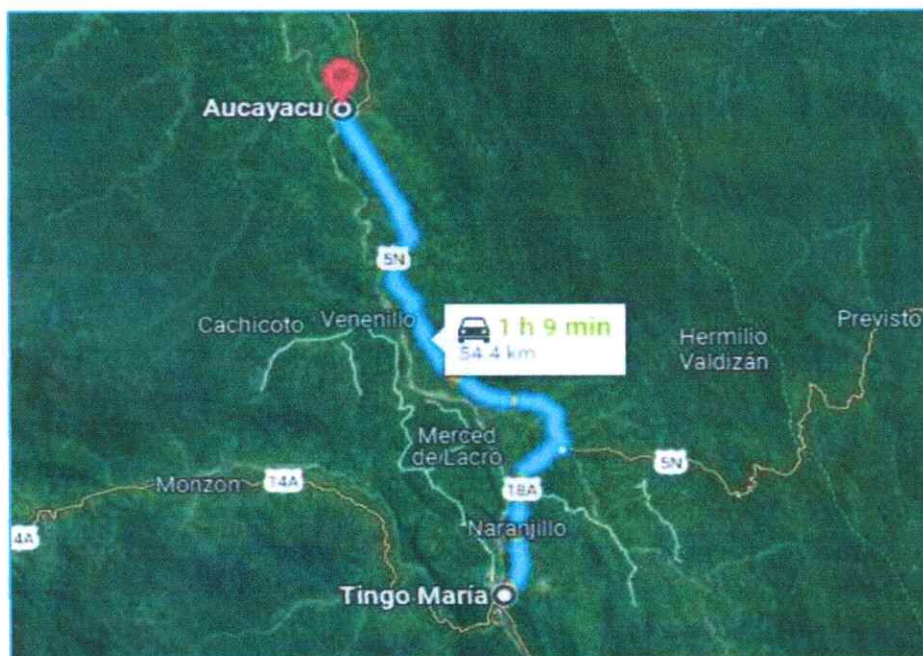 Aucayacu
5N
1 h 9 min
54.4 km
Cachicoto
Venenillo
Hermilio
Valdizán
Previsto
Merced
de Lacro
5N
Monzon
14A
18A
4A
Naranjillo
Tingo María